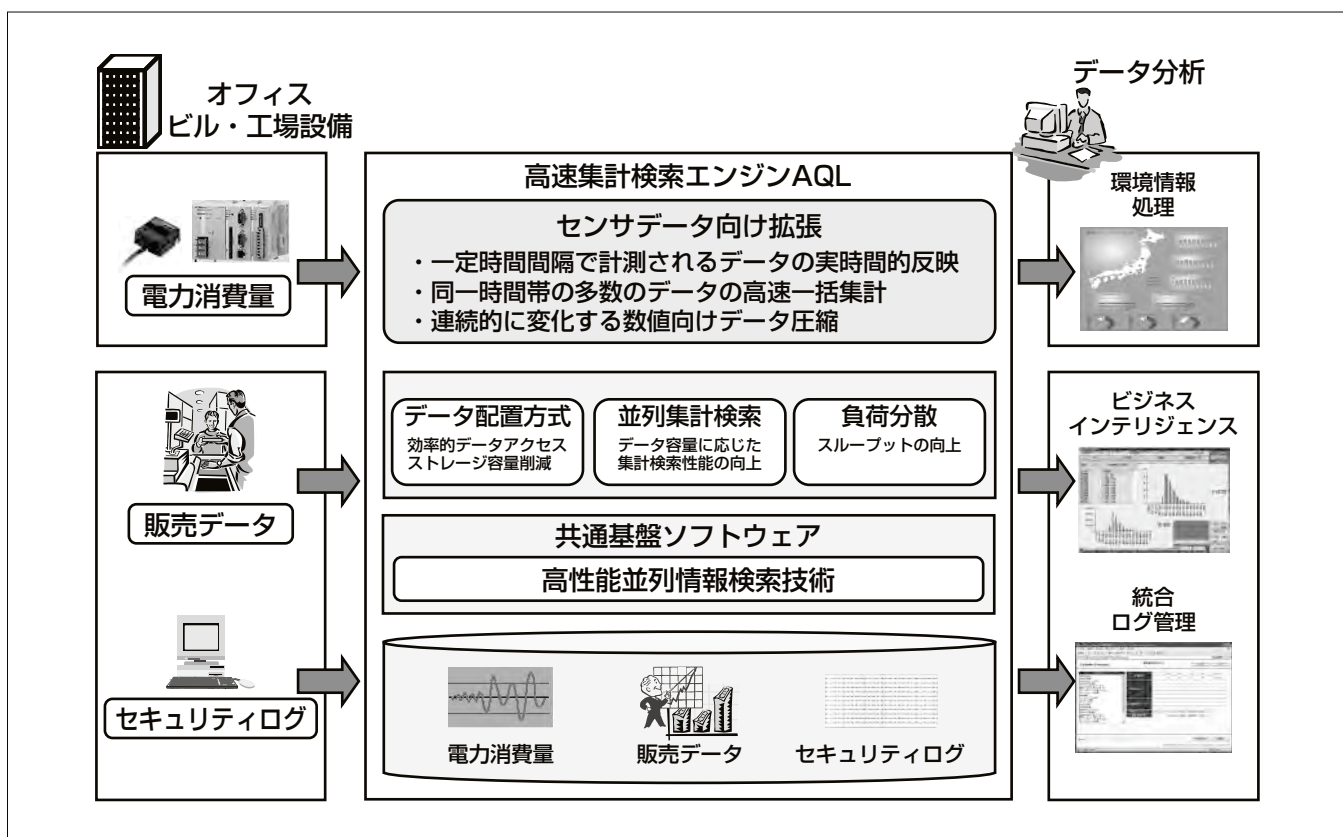 オフィス
ビル・工場設備
電力消費量
販売データ
セキュリティログ
高速集計検索エンジンAQL
センサデータ向け拡張
・一定時間間隔で計測されるデータの実時間的反映
・同一時間帯の多数のデータの高速一括集計
・連続的に変化する数値向けデータ圧縮
データ配置方式
効率的データアクセス
ストレージ容量削減
並列集計検索
データ容量に応じた
集計検索性能の向上
負荷分散
スループットの向上
共通基盤ソフトウェア
高性能並列情報検索技術
電力消費量
販売データ
セキュリティログ
データ分析
環境情報
処理
ビジネス
インテリジェンス
統合
ログ管理